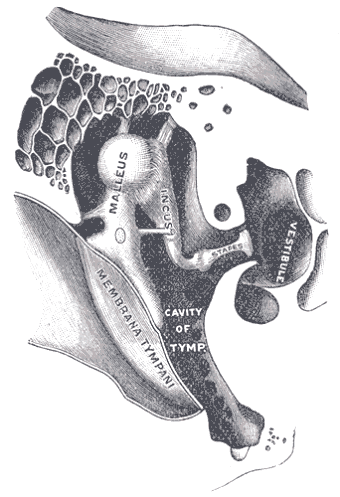 MALLEUS
INCUS
STAPES
VESTIBULE
MEMBRANA TYMPANI
CAVITY
OF
TYMP.